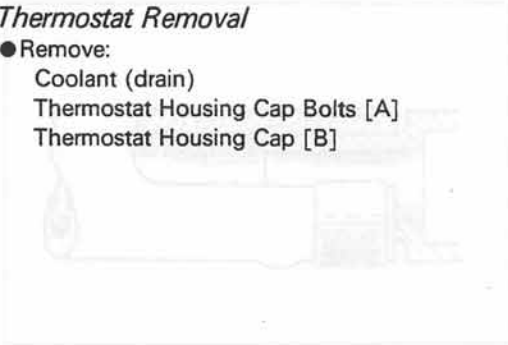 Thermostat Removal
● Remove:
Coolant (drain)
Thermostat Housing Cap Bolts [A]
Thermostat Housing Cap [B]